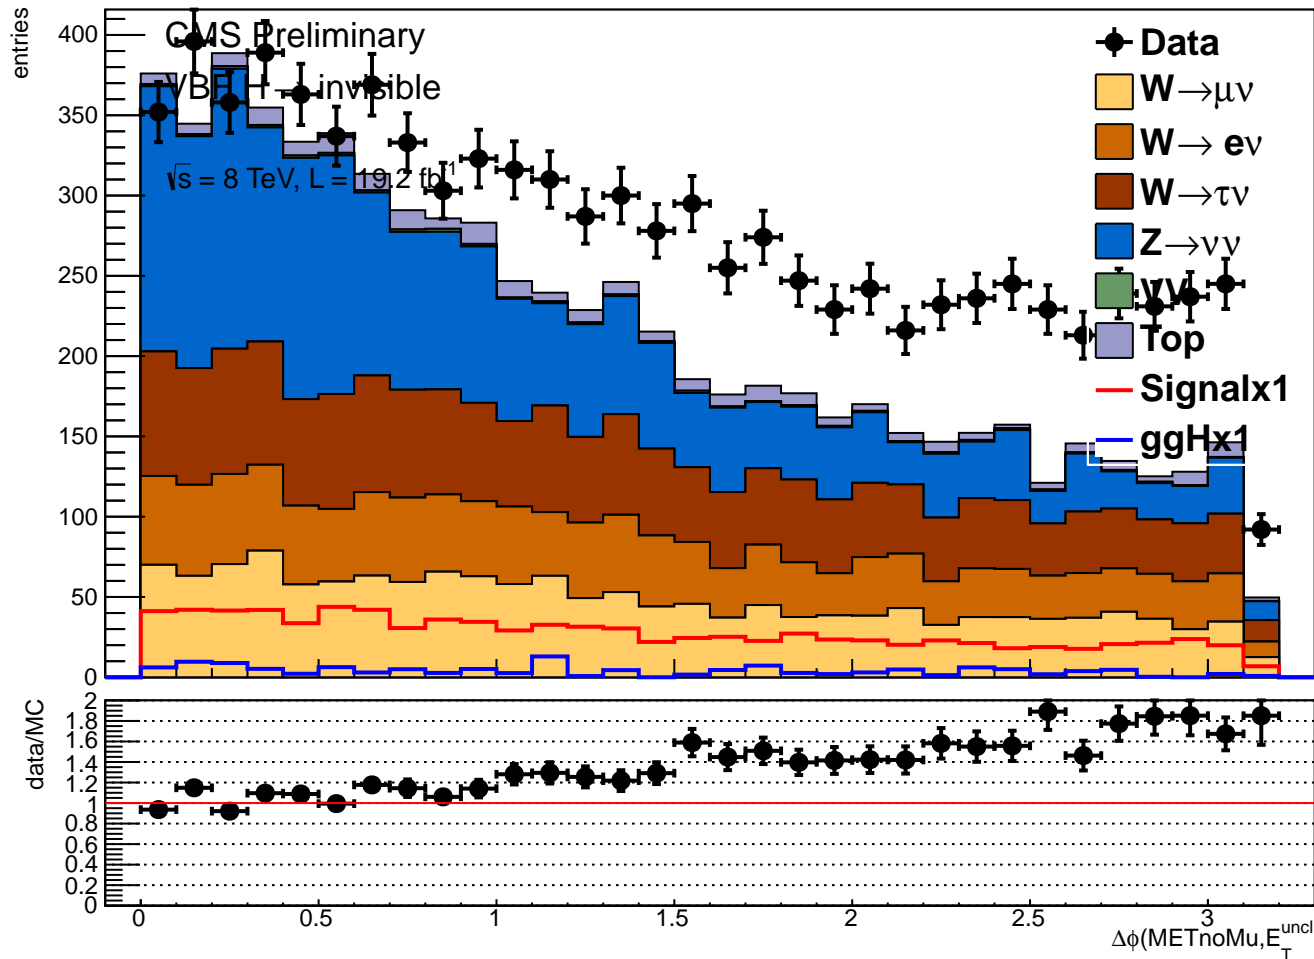 entries
400
350
300
250
200
150
100
50
0
CMS Preliminary
VBF H→ invisible
√s = 8 TeV, L = 19.2 fb⁻¹
Data
W→μν
W→ eν
W→τν
Z→νν
VV
Top
Signalx1
ggHx1
data/MC
2
1.8
1.6
1.4
1.2
1
0.8
0.6
0.4
0.2
0
0 0.5 1 1.5 2 2.5 3
Δϕ(METnoMu,E_T^uncl